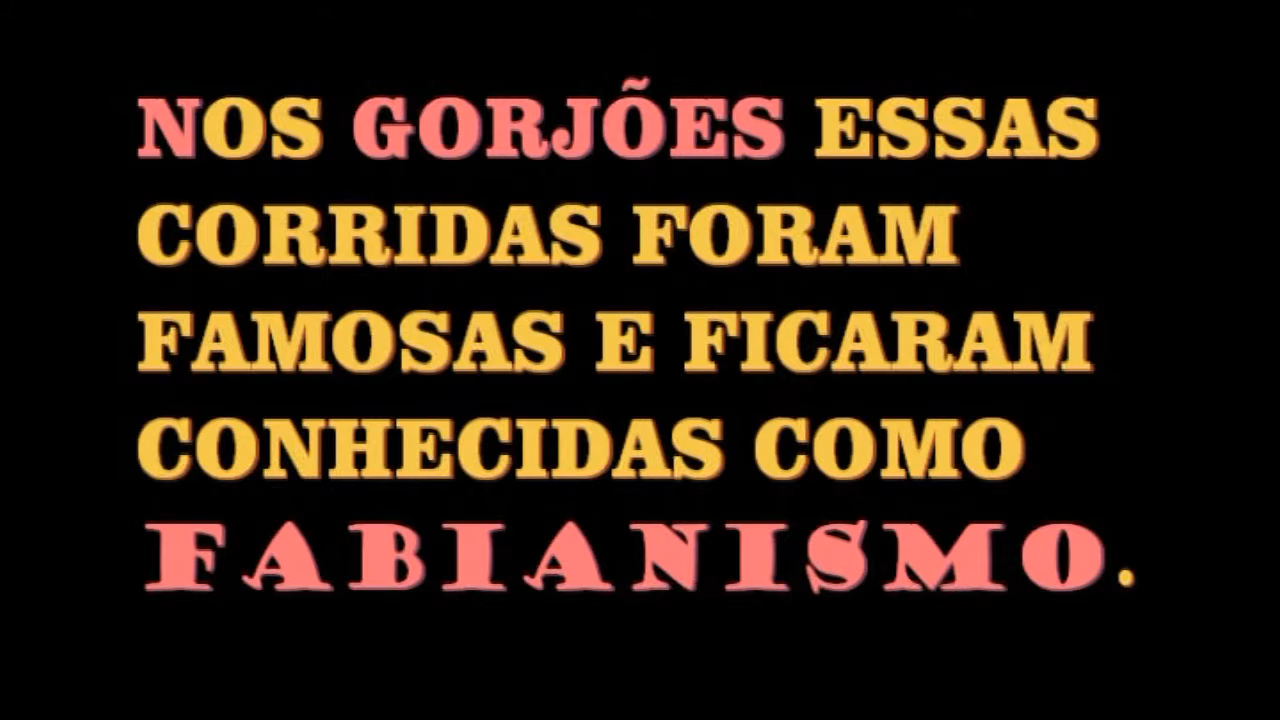 NOS GORJÕES ESSAS
CORRIDAS FORAM
FAMOSAS E FICARAM
CONHECIDAS COMO
FABIANISMO.